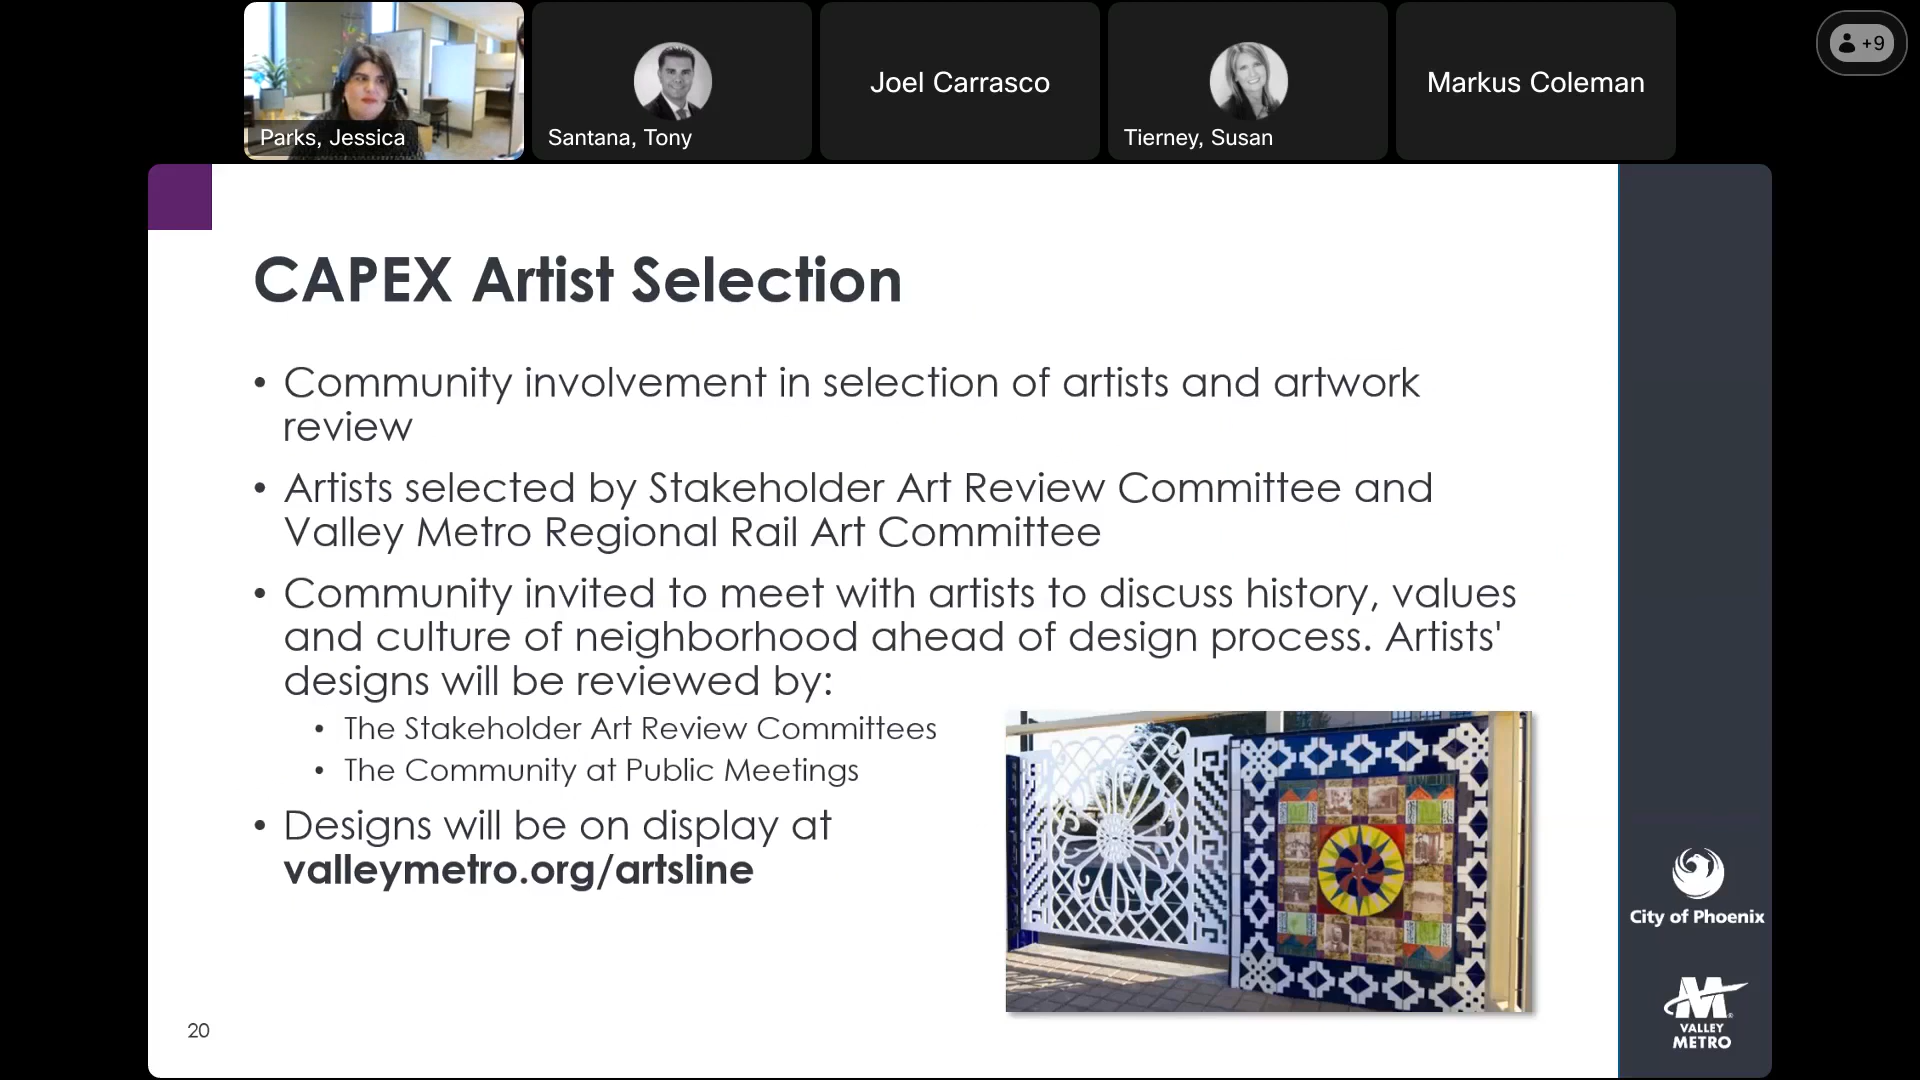 Parks, Jessica
Santana, Tony
Joel Carrasco
Tierney, Susan
Markus Coleman
+9
CAPEX Artist Selection
• Community involvement in selection of artists and artwork
review
• Artists selected by Stakeholder Art Review Committee and
Valley Metro Regional Rail Art Committee
• Community invited to meet with artists to discuss history, values
and culture of neighborhood ahead of design process. Artists'
designs will be reviewed by:
• The Stakeholder Art Review Committees
• The Community at Public Meetings
• Designs will be on display at
valleymetro.org/artsline
20
City of Phoenix
M
VALLEY
METRO